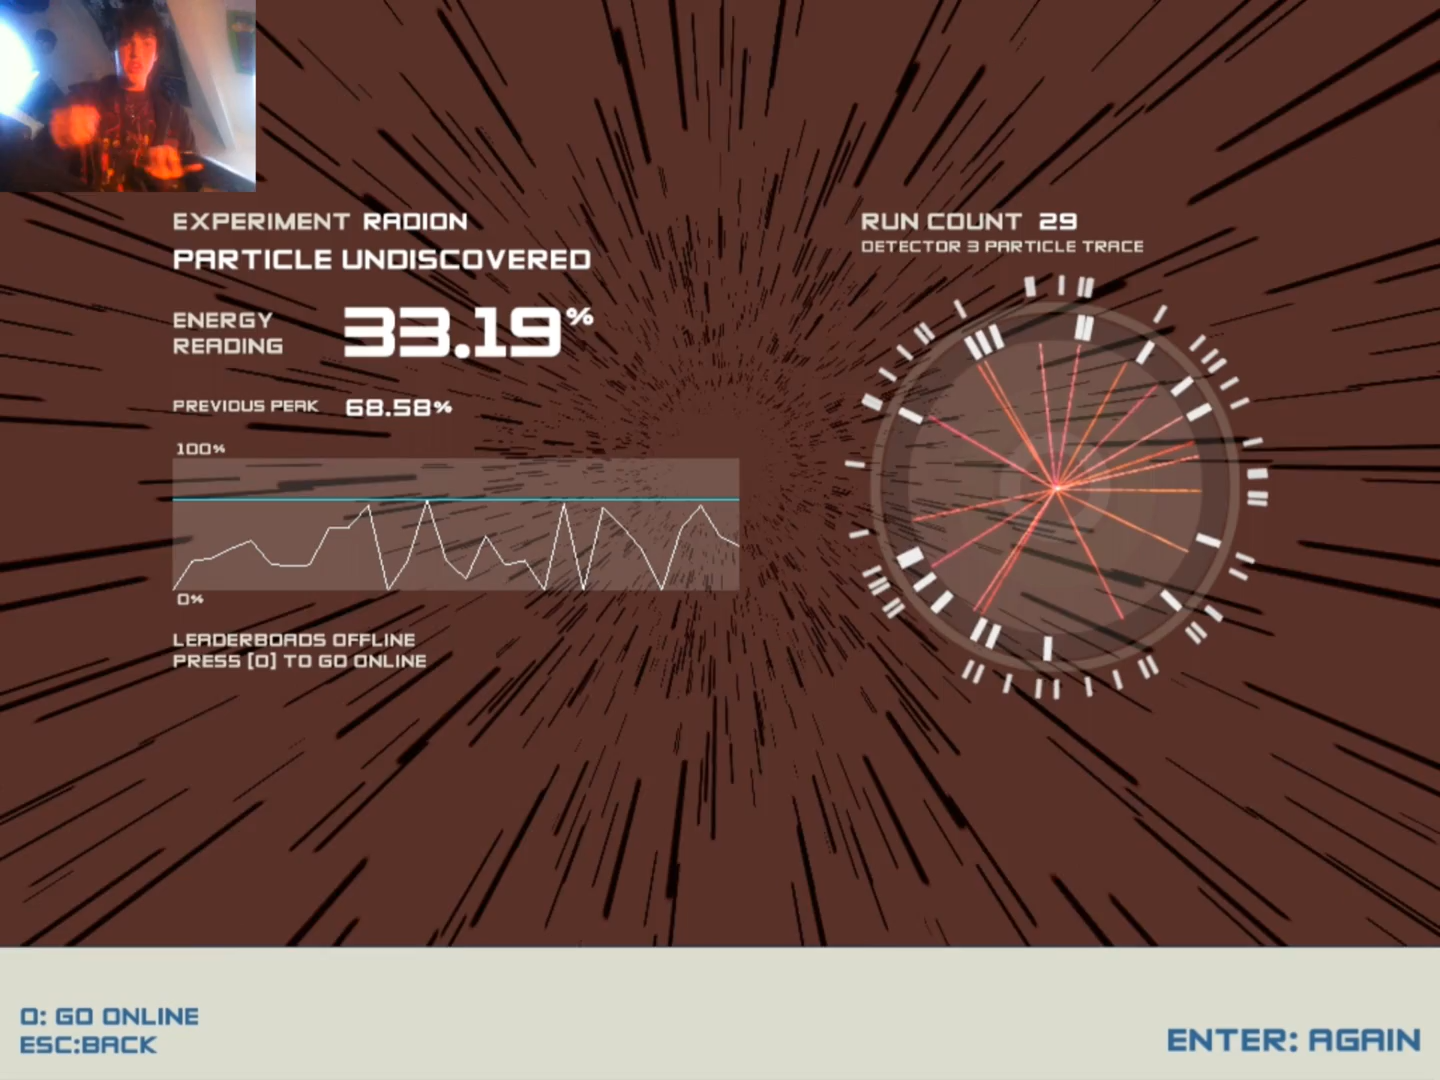 EXPERIMENT RADION
PARTICLE UNDISCOVERED
ENERGY READING 33.19%
PREVIOUS PEAK 68.58%
100%
0%
LEADERBOADS OFFLINE
PRESS [O] TO GO ONLINE
RUN COUNT 29
DETECTOR 3 PARTICLE TRACE
O: GO ONLINE
ESC:BACK
ENTER: AGAIN